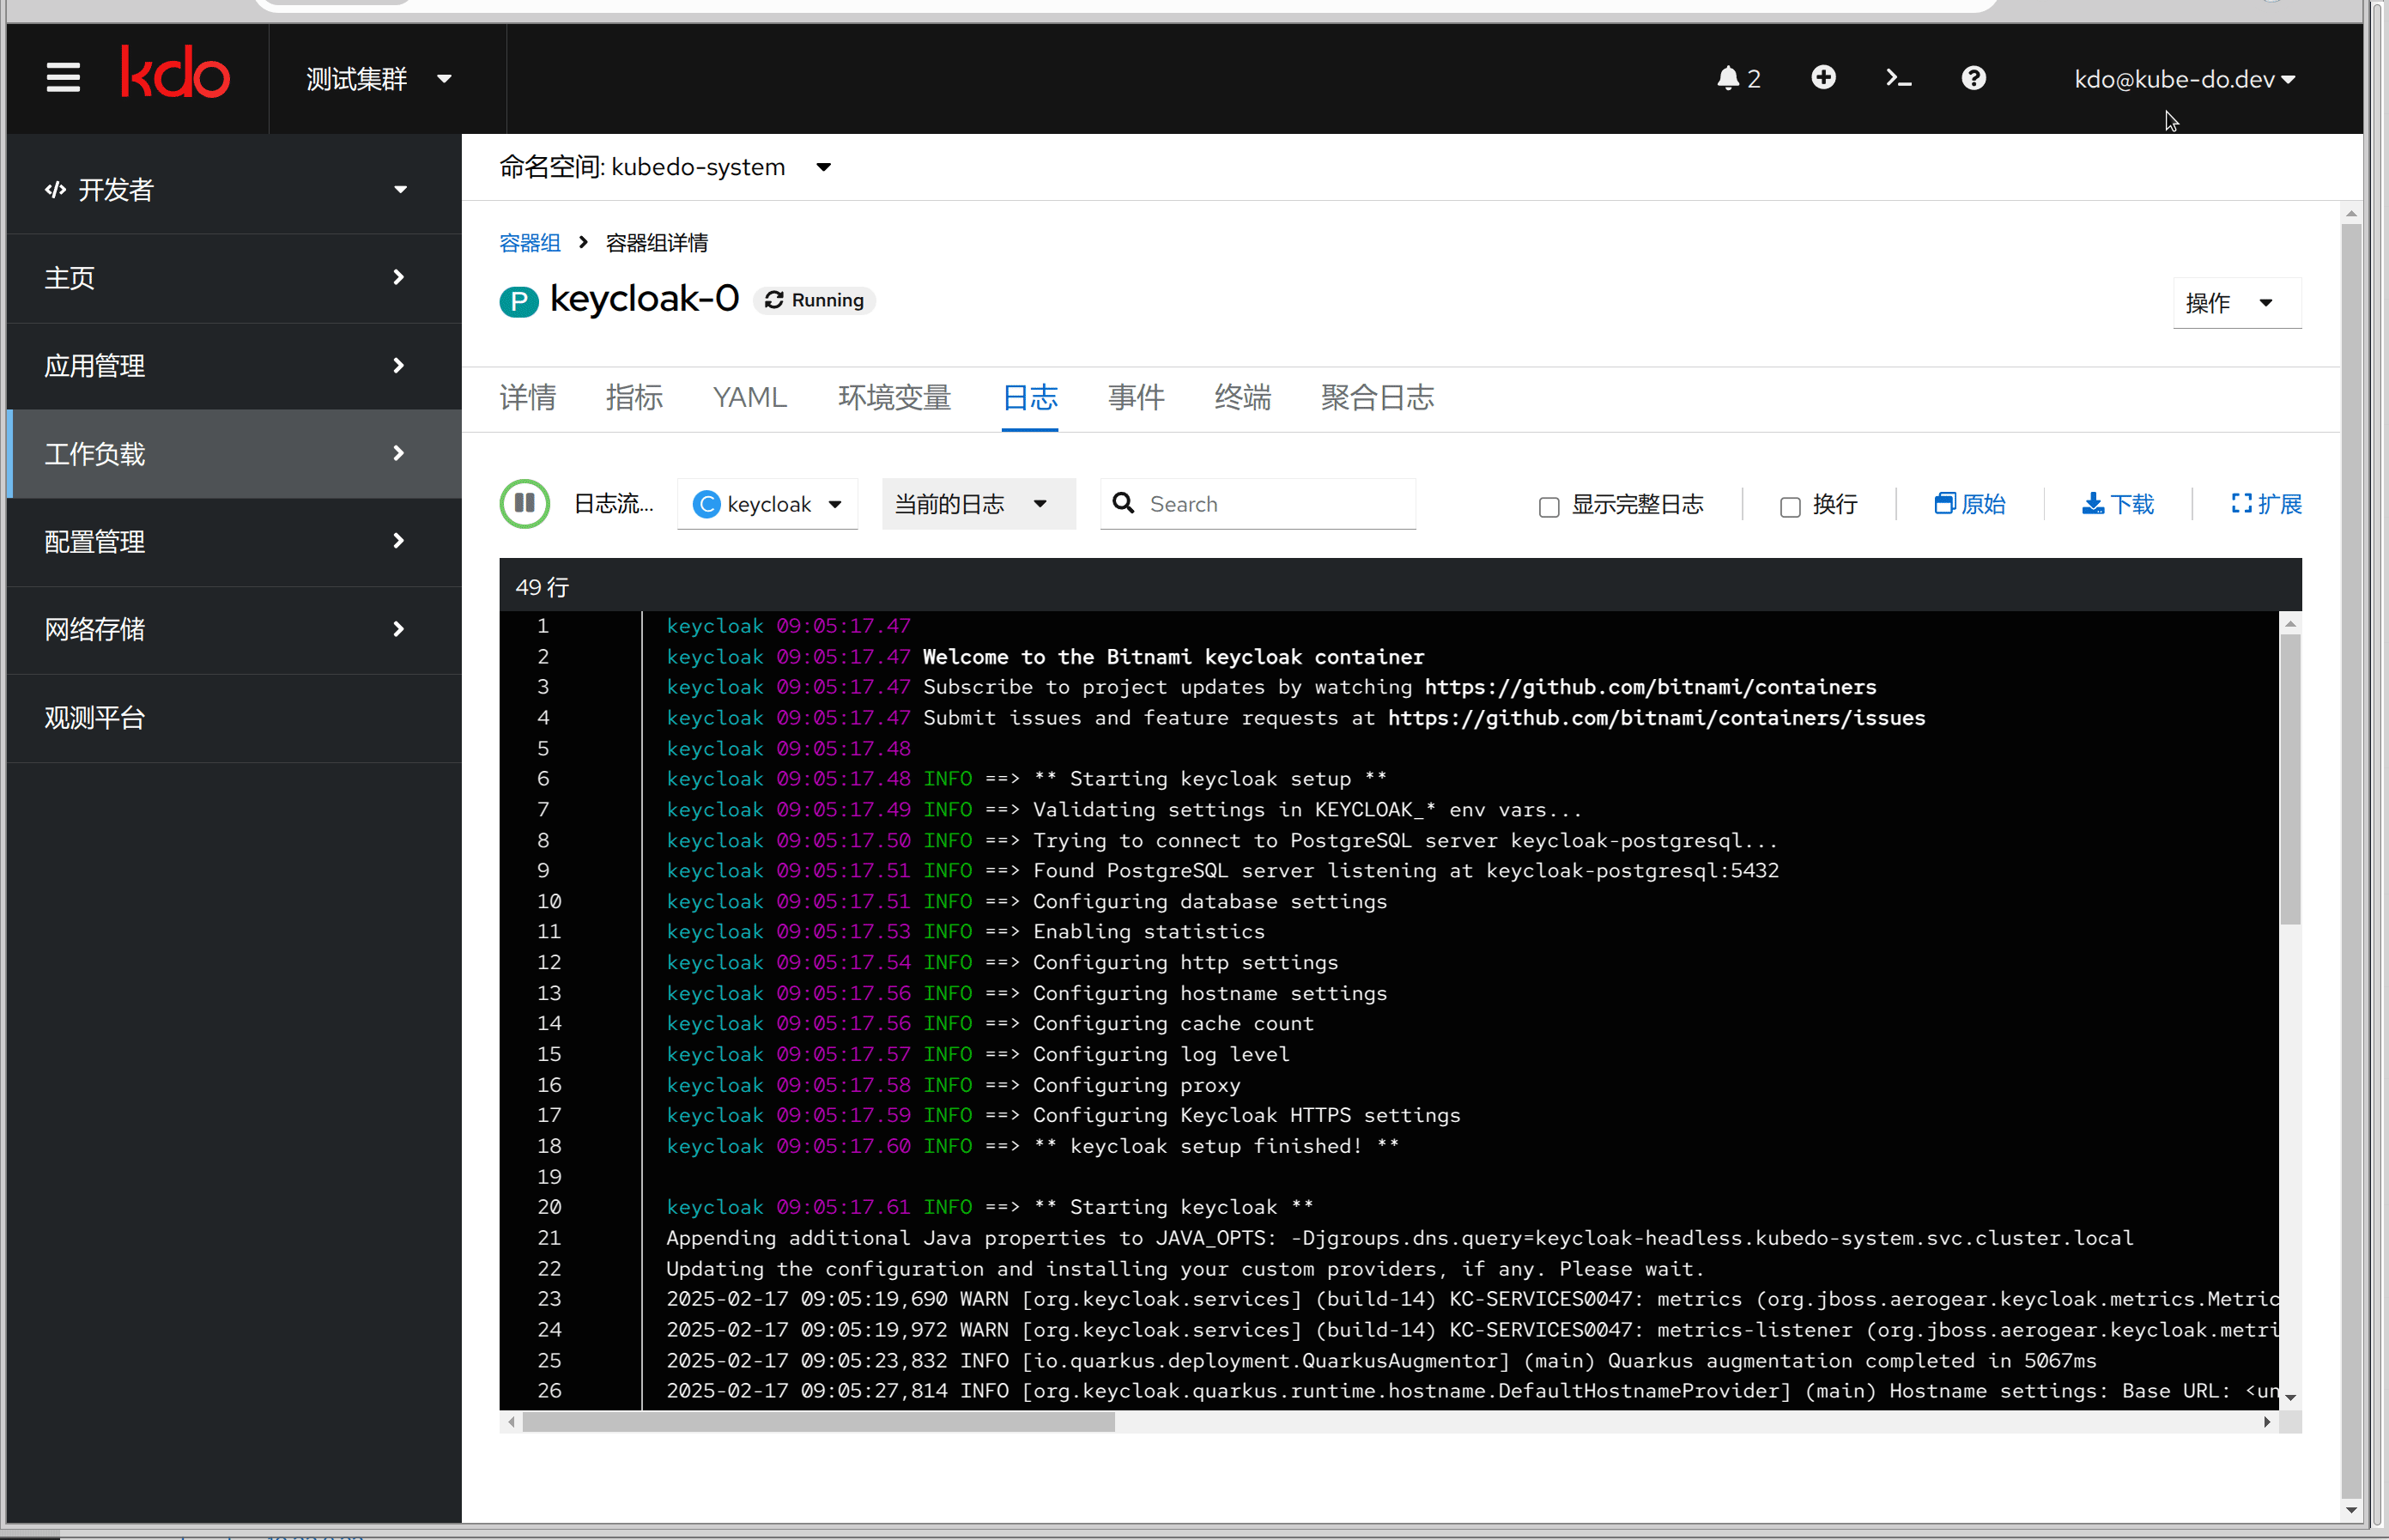 kdo
测试集群
2
kdo@kube-do.dev
开发者
主页
应用管理
工作负载
配置管理
网络存储
观测平台
命名空间: kubedo-system
容器组 容器组详情
P keycloak-0 Running
操作
详情 指标 YAML 环境变量 日志 事件 终端 聚合日志
日志流... C keycloak 当前的日志 Search 显示完整日志 换行 原始 下载 扩展
49 行
1 keycloak 09:05:17.47
2 keycloak 09:05:17.47 Welcome to the Bitnami keycloak container
3 keycloak 09:05:17.47 Subscribe to project updates by watching https://github.com/bitnami/containers
4 keycloak 09:05:17.47 Submit issues and feature requests at https://github.com/bitnami/containers/issues
5 keycloak 09:05:17.48
6 keycloak 09:05:17.48 INFO ==> ** Starting keycloak setup **
7 keycloak 09:05:17.49 INFO ==> Validating settings in KEYCLOAK_* env vars...
8 keycloak 09:05:17.50 INFO ==> Trying to connect to PostgreSQL server keycloak-postgresql...
9 keycloak 09:05:17.51 INFO ==> Found PostgreSQL server listening at keycloak-postgresql:5432
10 keycloak 09:05:17.51 INFO ==> Configuring database settings
11 keycloak 09:05:17.53 INFO ==> Enabling statistics
12 keycloak 09:05:17.54 INFO ==> Configuring http settings
13 keycloak 09:05:17.56 INFO ==> Configuring hostname settings
14 keycloak 09:05:17.56 INFO ==> Configuring cache count
15 keycloak 09:05:17.57 INFO ==> Configuring log level
16 keycloak 09:05:17.58 INFO ==> Configuring proxy
17 keycloak 09:05:17.59 INFO ==> Configuring Keycloak HTTPS settings
18 keycloak 09:05:17.60 INFO ==> ** keycloak setup finished! **
19
20 keycloak 09:05:17.61 INFO ==> ** Starting keycloak **
21 Appending additional Java properties to JAVA_OPTS: -Djgroups.dns.query=keycloak-headless.kubedo-system.svc.cluster.local
22 Updating the configuration and installing your custom providers, if any. Please wait.
23 2025-02-17 09:05:19,690 WARN [org.keycloak.services] (build-14) KC-SERVICES0047: metrics (org.jboss.aerogear.keycloak.metrics.Metric
24 2025-02-17 09:05:19,972 WARN [org.keycloak.services] (build-14) KC-SERVICES0047: metrics-listener (org.jboss.aerogear.keycloak.metri
25 2025-02-17 09:05:23,832 INFO [io.quarkus.deployment.QuarkusAugmentor] (main) Quarkus augmentation completed in 5067ms
26 2025-02-17 09:05:27,814 INFO [org.keycloak.quarkus.runtime.hostname.DefaultHostnameProvider] (main) Hostname settings: Base URL: <un